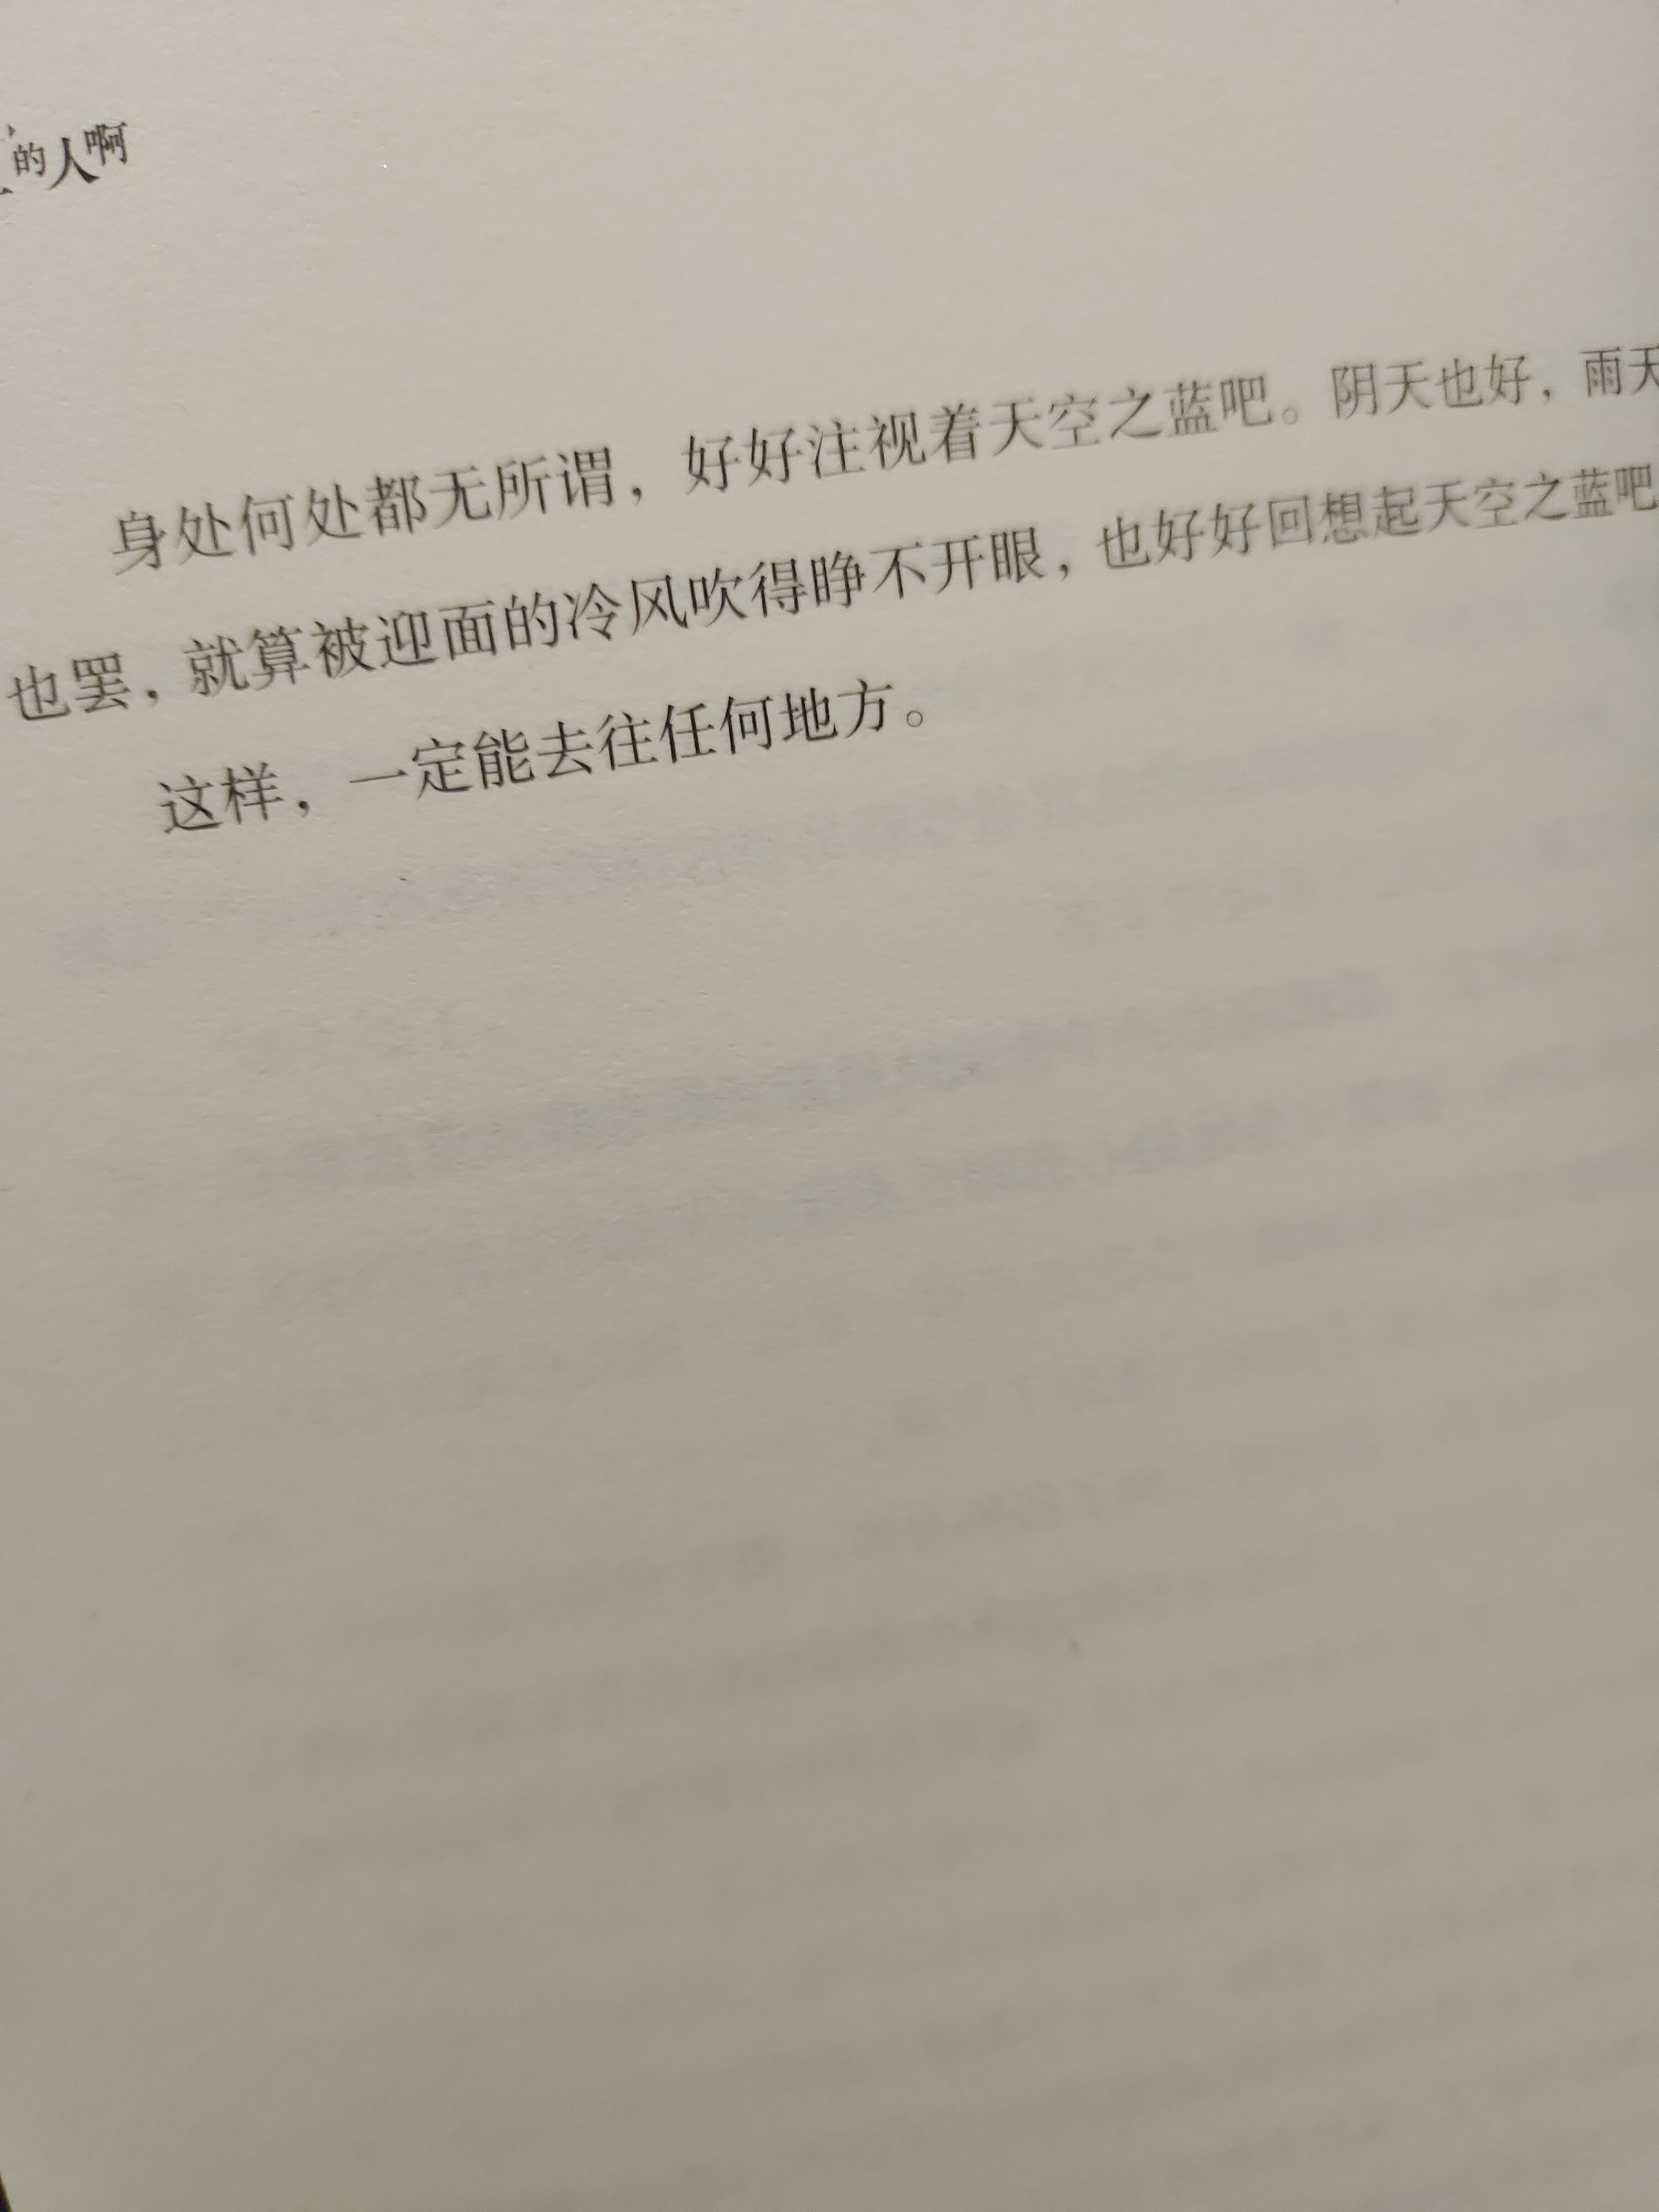 的人啊
身处何处都无所谓，好好注视着天空之蓝吧。阴天也好，雨天
也罢，就算被迎面的冷风吹得睁不开眼，也好好回想起天空之蓝吧
这样，一定能去往任何地方。